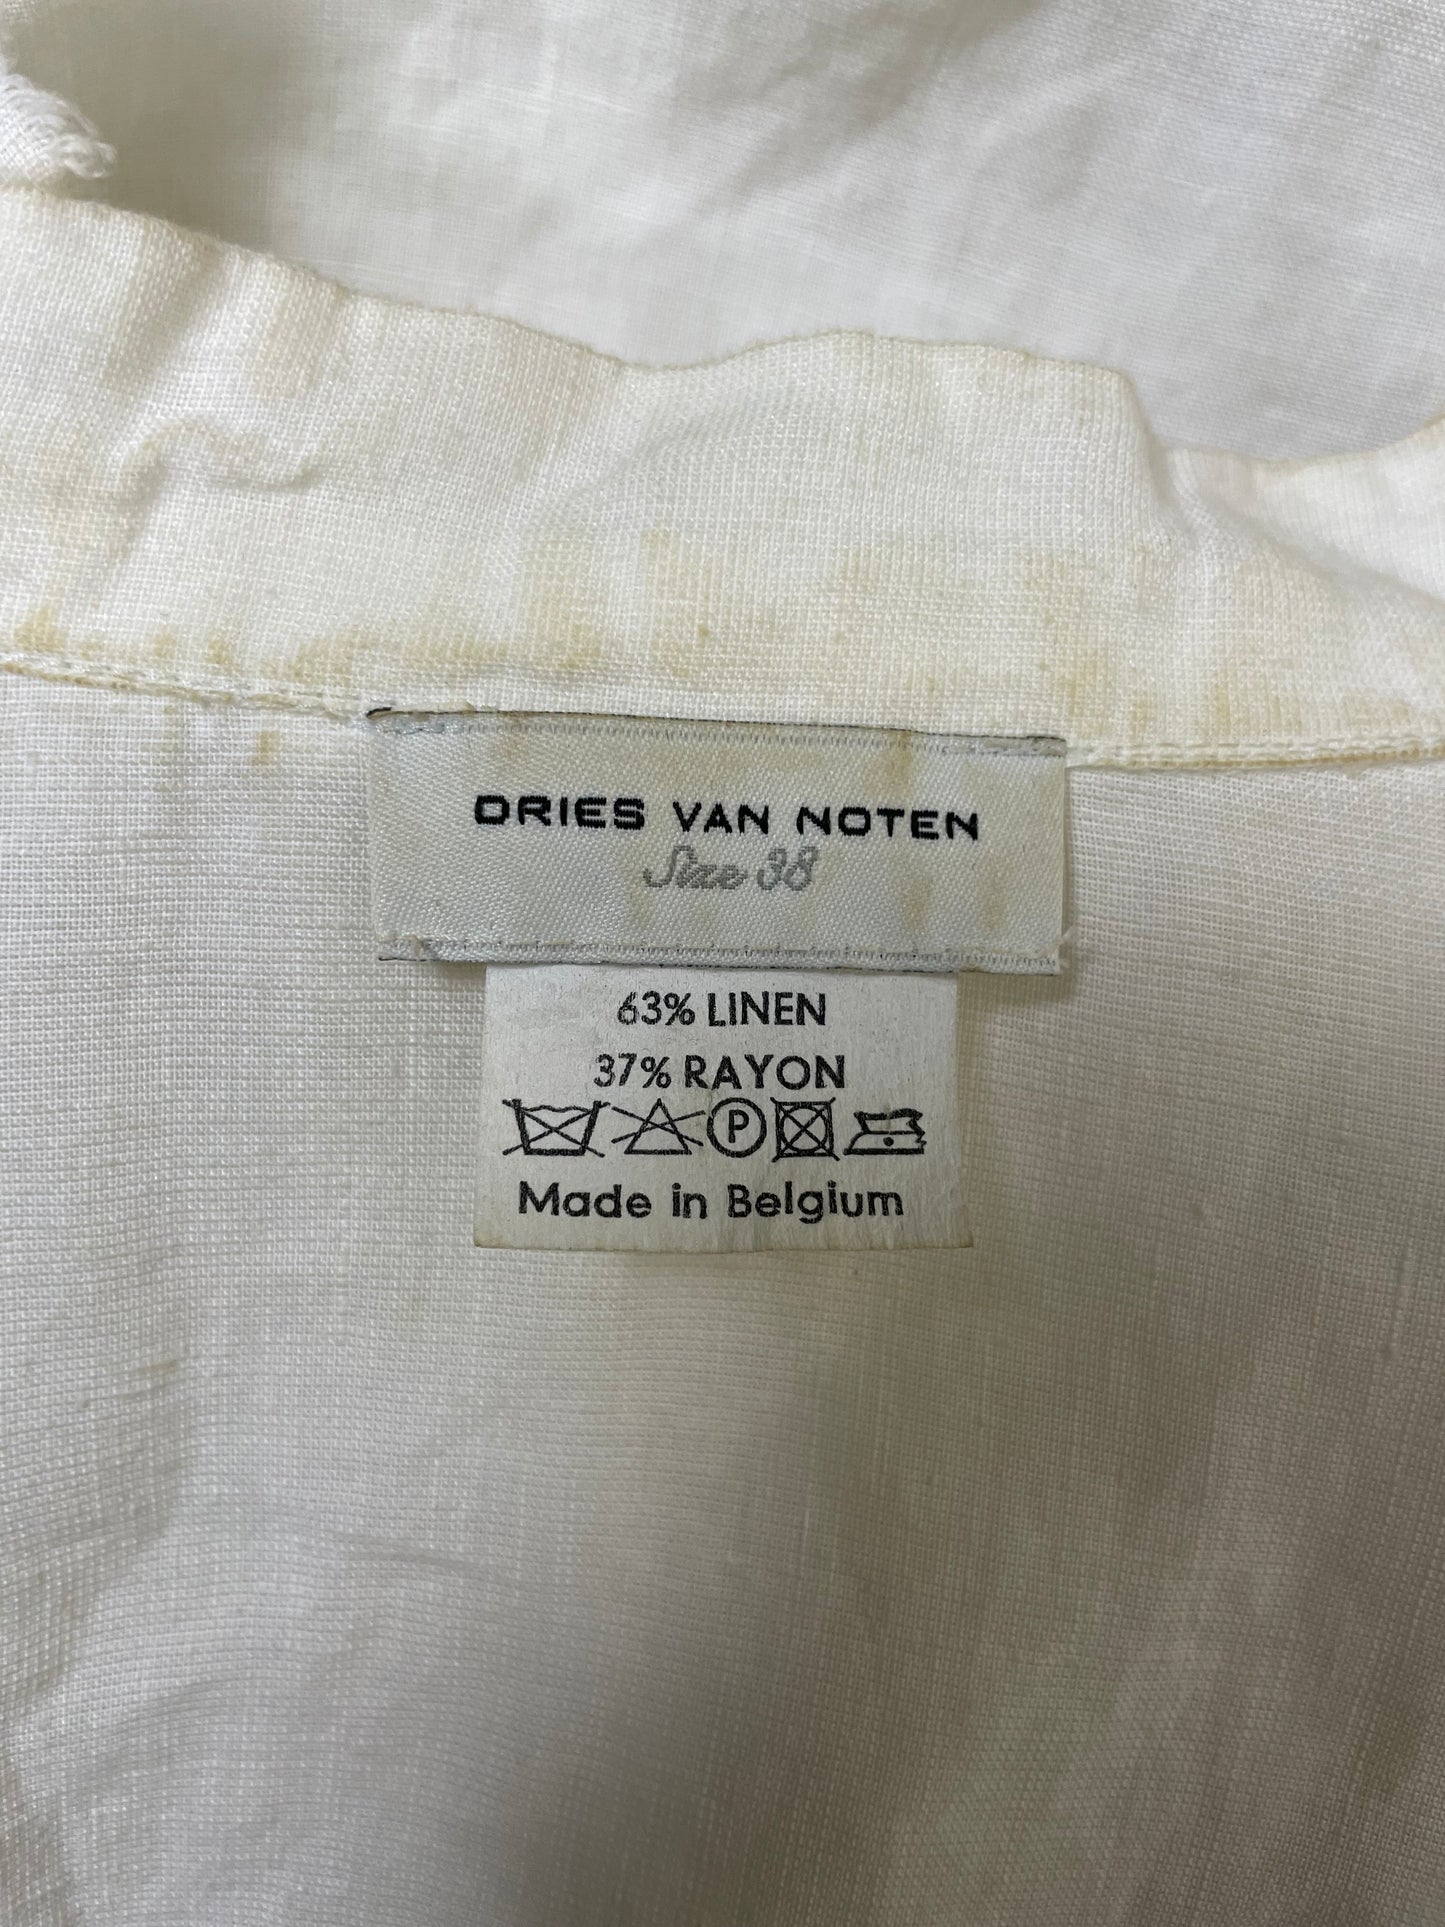 DRIES VAN NOTEN
Size 38
63% LINEN
37% RAYON
P
Made in Belgium